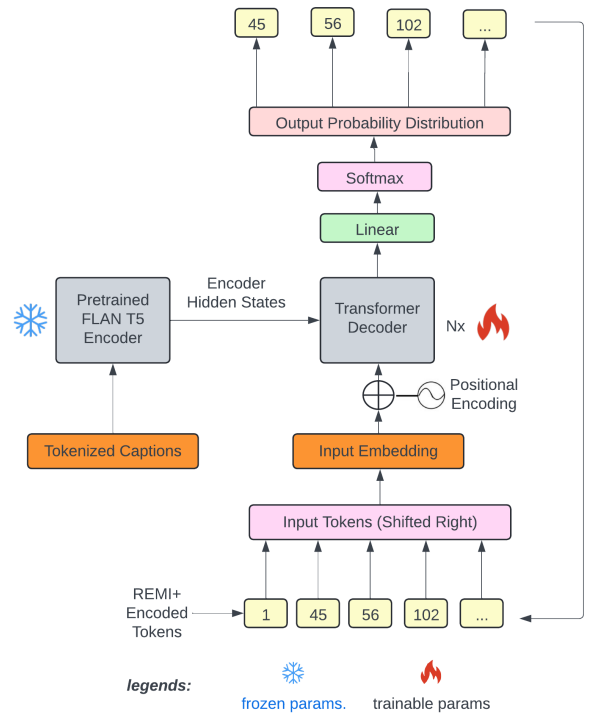 45 56 102 ...
Output Probability Distribution
Softmax
Linear
Encoder
Hidden States
Pretrained
FLAN T5
Encoder
Transformer
Decoder
Nx
Positional
Encoding
Tokenized Captions
Input Embedding
Input Tokens (Shifted Right)
REMI+
Encoded
Tokens
1 45 56 102 ...
legends:
frozen params.
trainable params